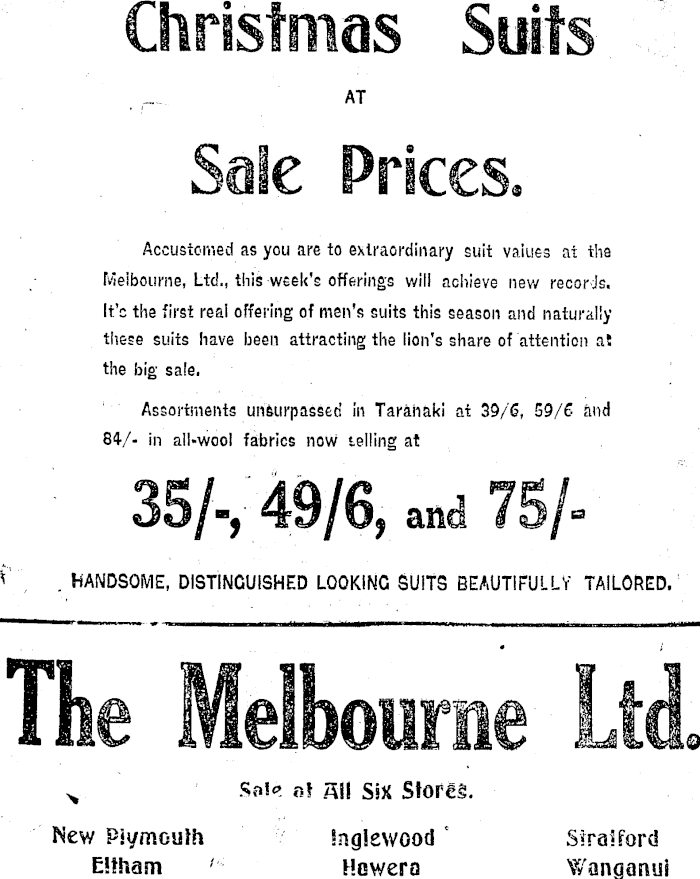 Christmas Suits
AT
Sale Prices.
Accustomed as you are to extraordinary suit values at the
Melbourne, Ltd., this week's offerings will achieve new records.
It's the first real offering of men's suits this season and naturally
these suits have been attracting the lion's share of attention at
the big sale.
Assortments unsurpassed in Taranaki at 39/6, 59/6 and
84/- in all-wool fabrics now selling at
35/-, 49/6, and 75/-
HANDSOME, DISTINGUISHED LOOKING SUITS BEAUTIFULLY TAILORED.
The Melbourne Ltd.
Sale at All Six Stores.
New Plymouth Inglewood Stratford
Eltham Hawera Wanganui